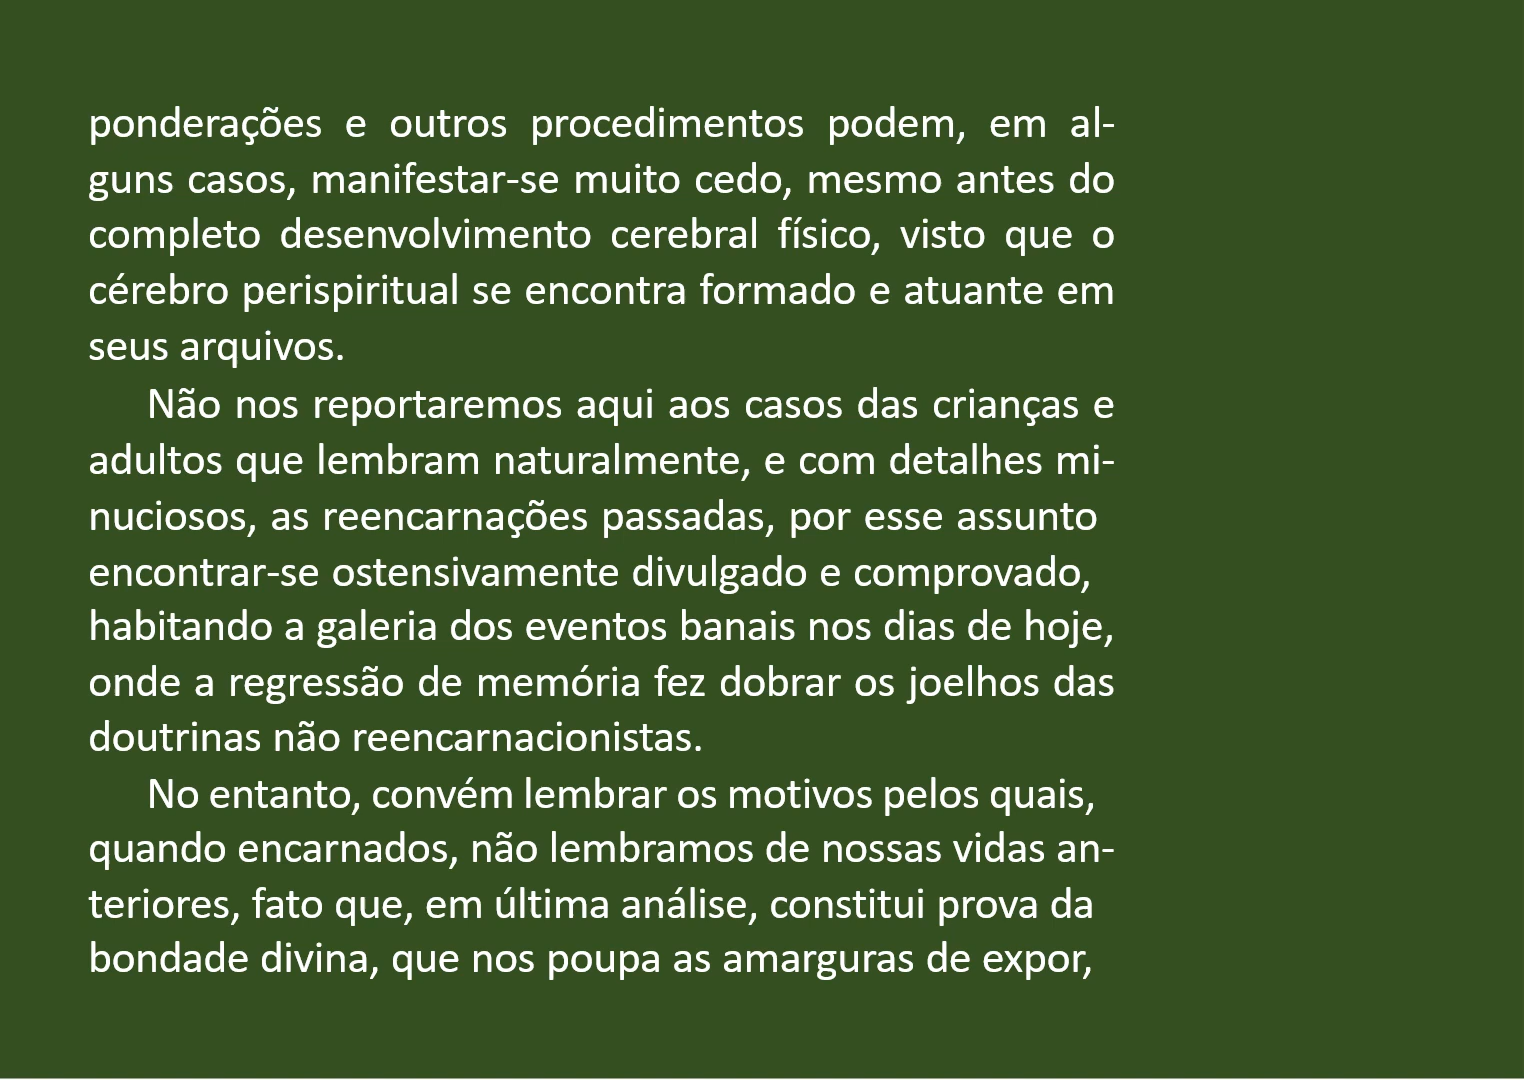 ponderações e outros procedimentos podem, em al-
guns casos, manifestar-se muito cedo, mesmo antes do
completo desenvolvimento cerebral físico, visto que o
cérebro perispiritual se encontra formado e atuante em
seus arquivos.
Não nos reportaremos aqui aos casos das crianças e
adultos que lembram naturalmente, e com detalhes mi-
nuciosos, as reencarnações passadas, por esse assunto
encontrar-se ostensivamente divulgado e comprovado,
habitando a galeria dos eventos banais nos dias de hoje,
onde a regressão de memória fez dobrar os joelhos das
doutrinas não reencarnacionistas.
No entanto, convém lembrar os motivos pelos quais,
quando encarnados, não lembramos de nossas vidas an-
teriores, fato que, em última análise, constitui prova da
bondade divina, que nos poupa as amarguras de expor,